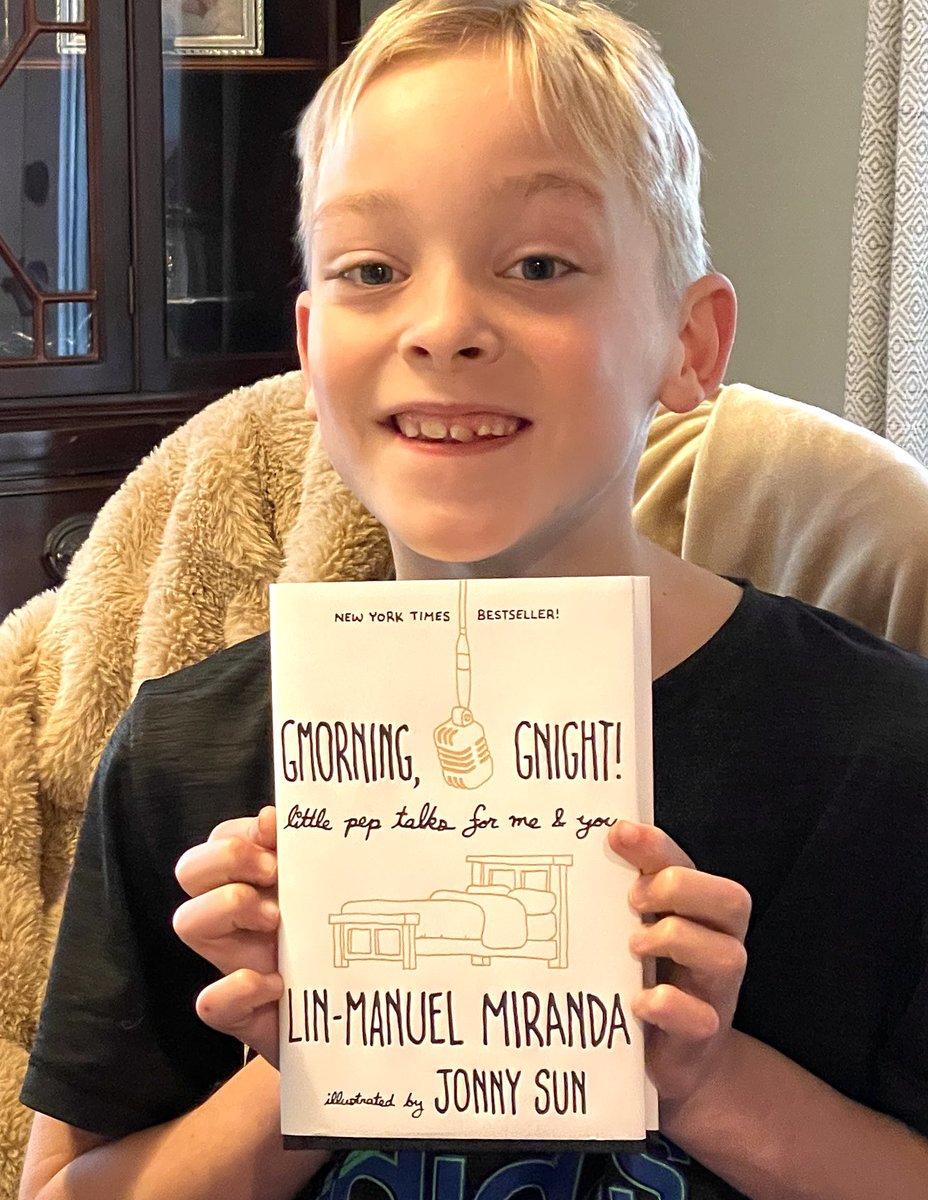 NEW YORK TIMES BESTSELLER!
GMORNING, GNIGHT!
little pep talks for me & you
LIN-MANUEL MIRANDA
illustrated by JONNY SUN